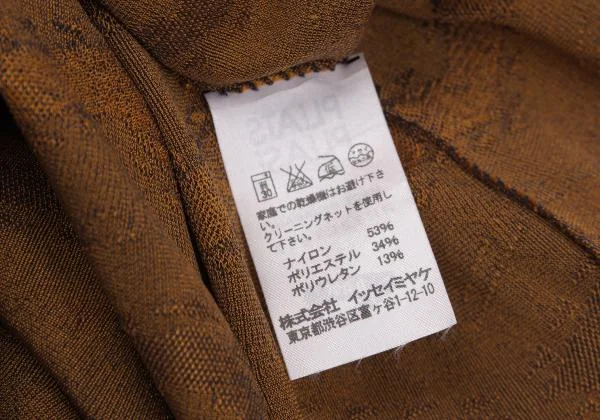 家庭での乾燥機はお避け下さ
い。
クリーニングネットを使用し
て下さい。
ナイロン 53%
ポリエステル 34%
ポリウレタン 13%
株式会社 イッセイミヤケ
東京都渋谷区富ヶ谷1-12-10